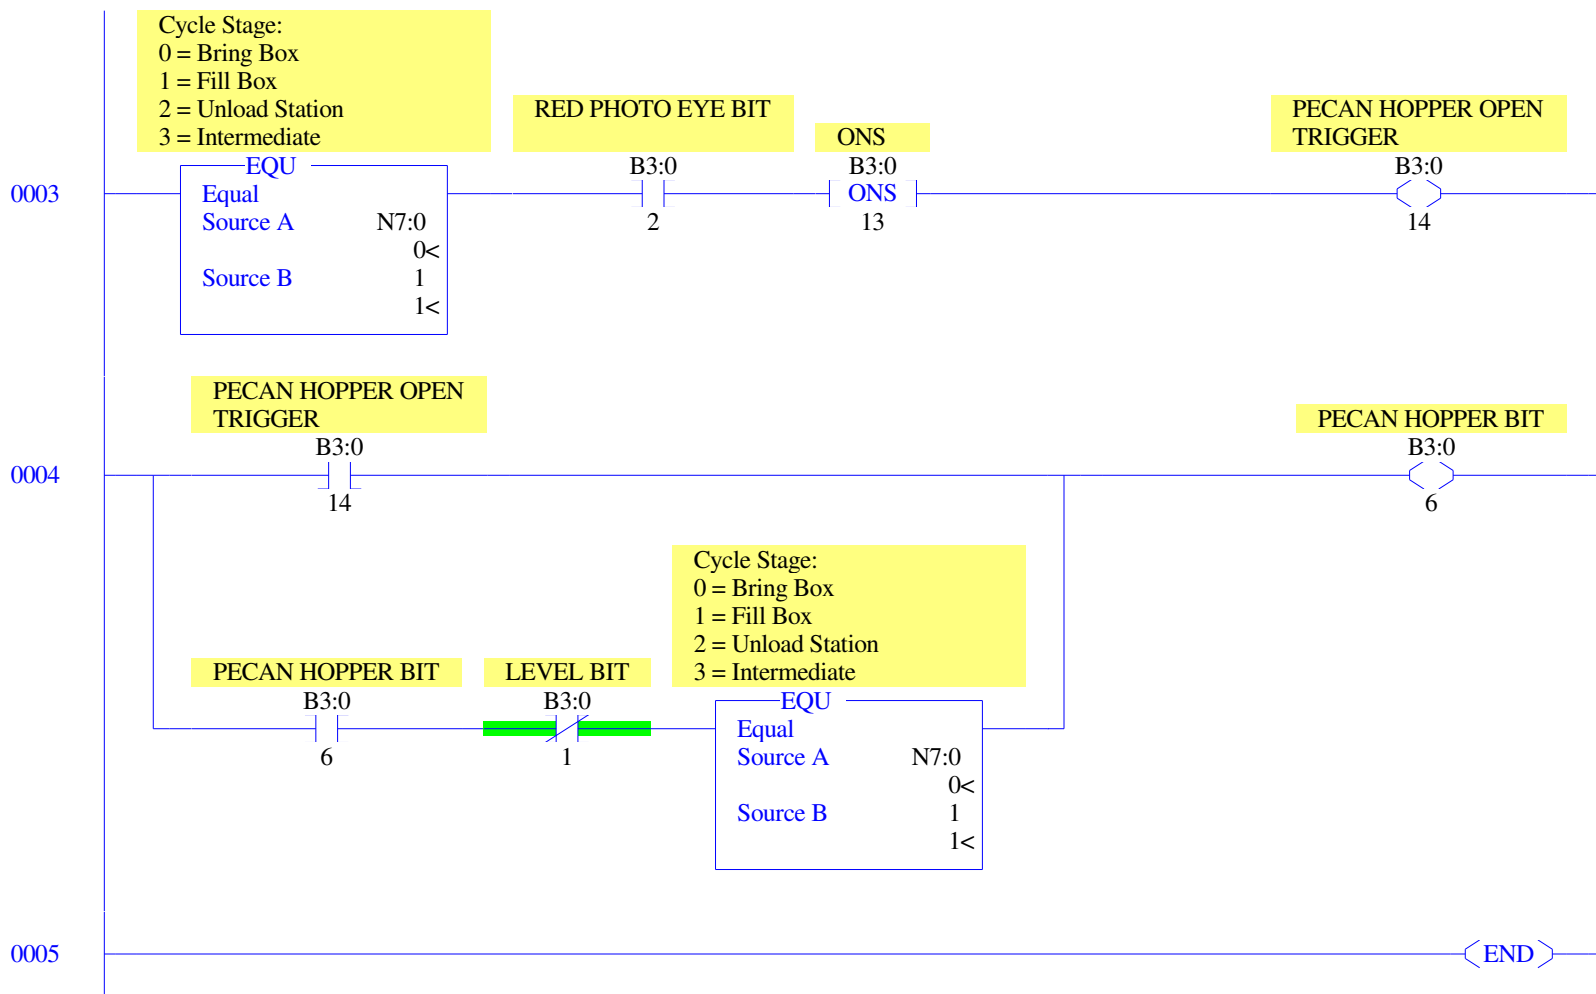 Cycle Stage:
0 = Bring Box
1 = Fill Box
2 = Unload Station
3 = Intermediate
RED PHOTO EYE BIT
ONS
PECAN HOPPER OPEN
TRIGGER
0003
EQU
Equal
Source A N7:0
0<
Source B 1
1<
B3:0
2
B3:0
ONS
13
B3:0
14
PECAN HOPPER OPEN
TRIGGER
PECAN HOPPER BIT
0004
B3:0
14
B3:0
6
Cycle Stage:
0 = Bring Box
1 = Fill Box
2 = Unload Station
3 = Intermediate
PECAN HOPPER BIT
B3:0
6
LEVEL BIT
B3:0
1
EQU
Equal
Source A N7:0
0<
Source B 1
1<
0005
END